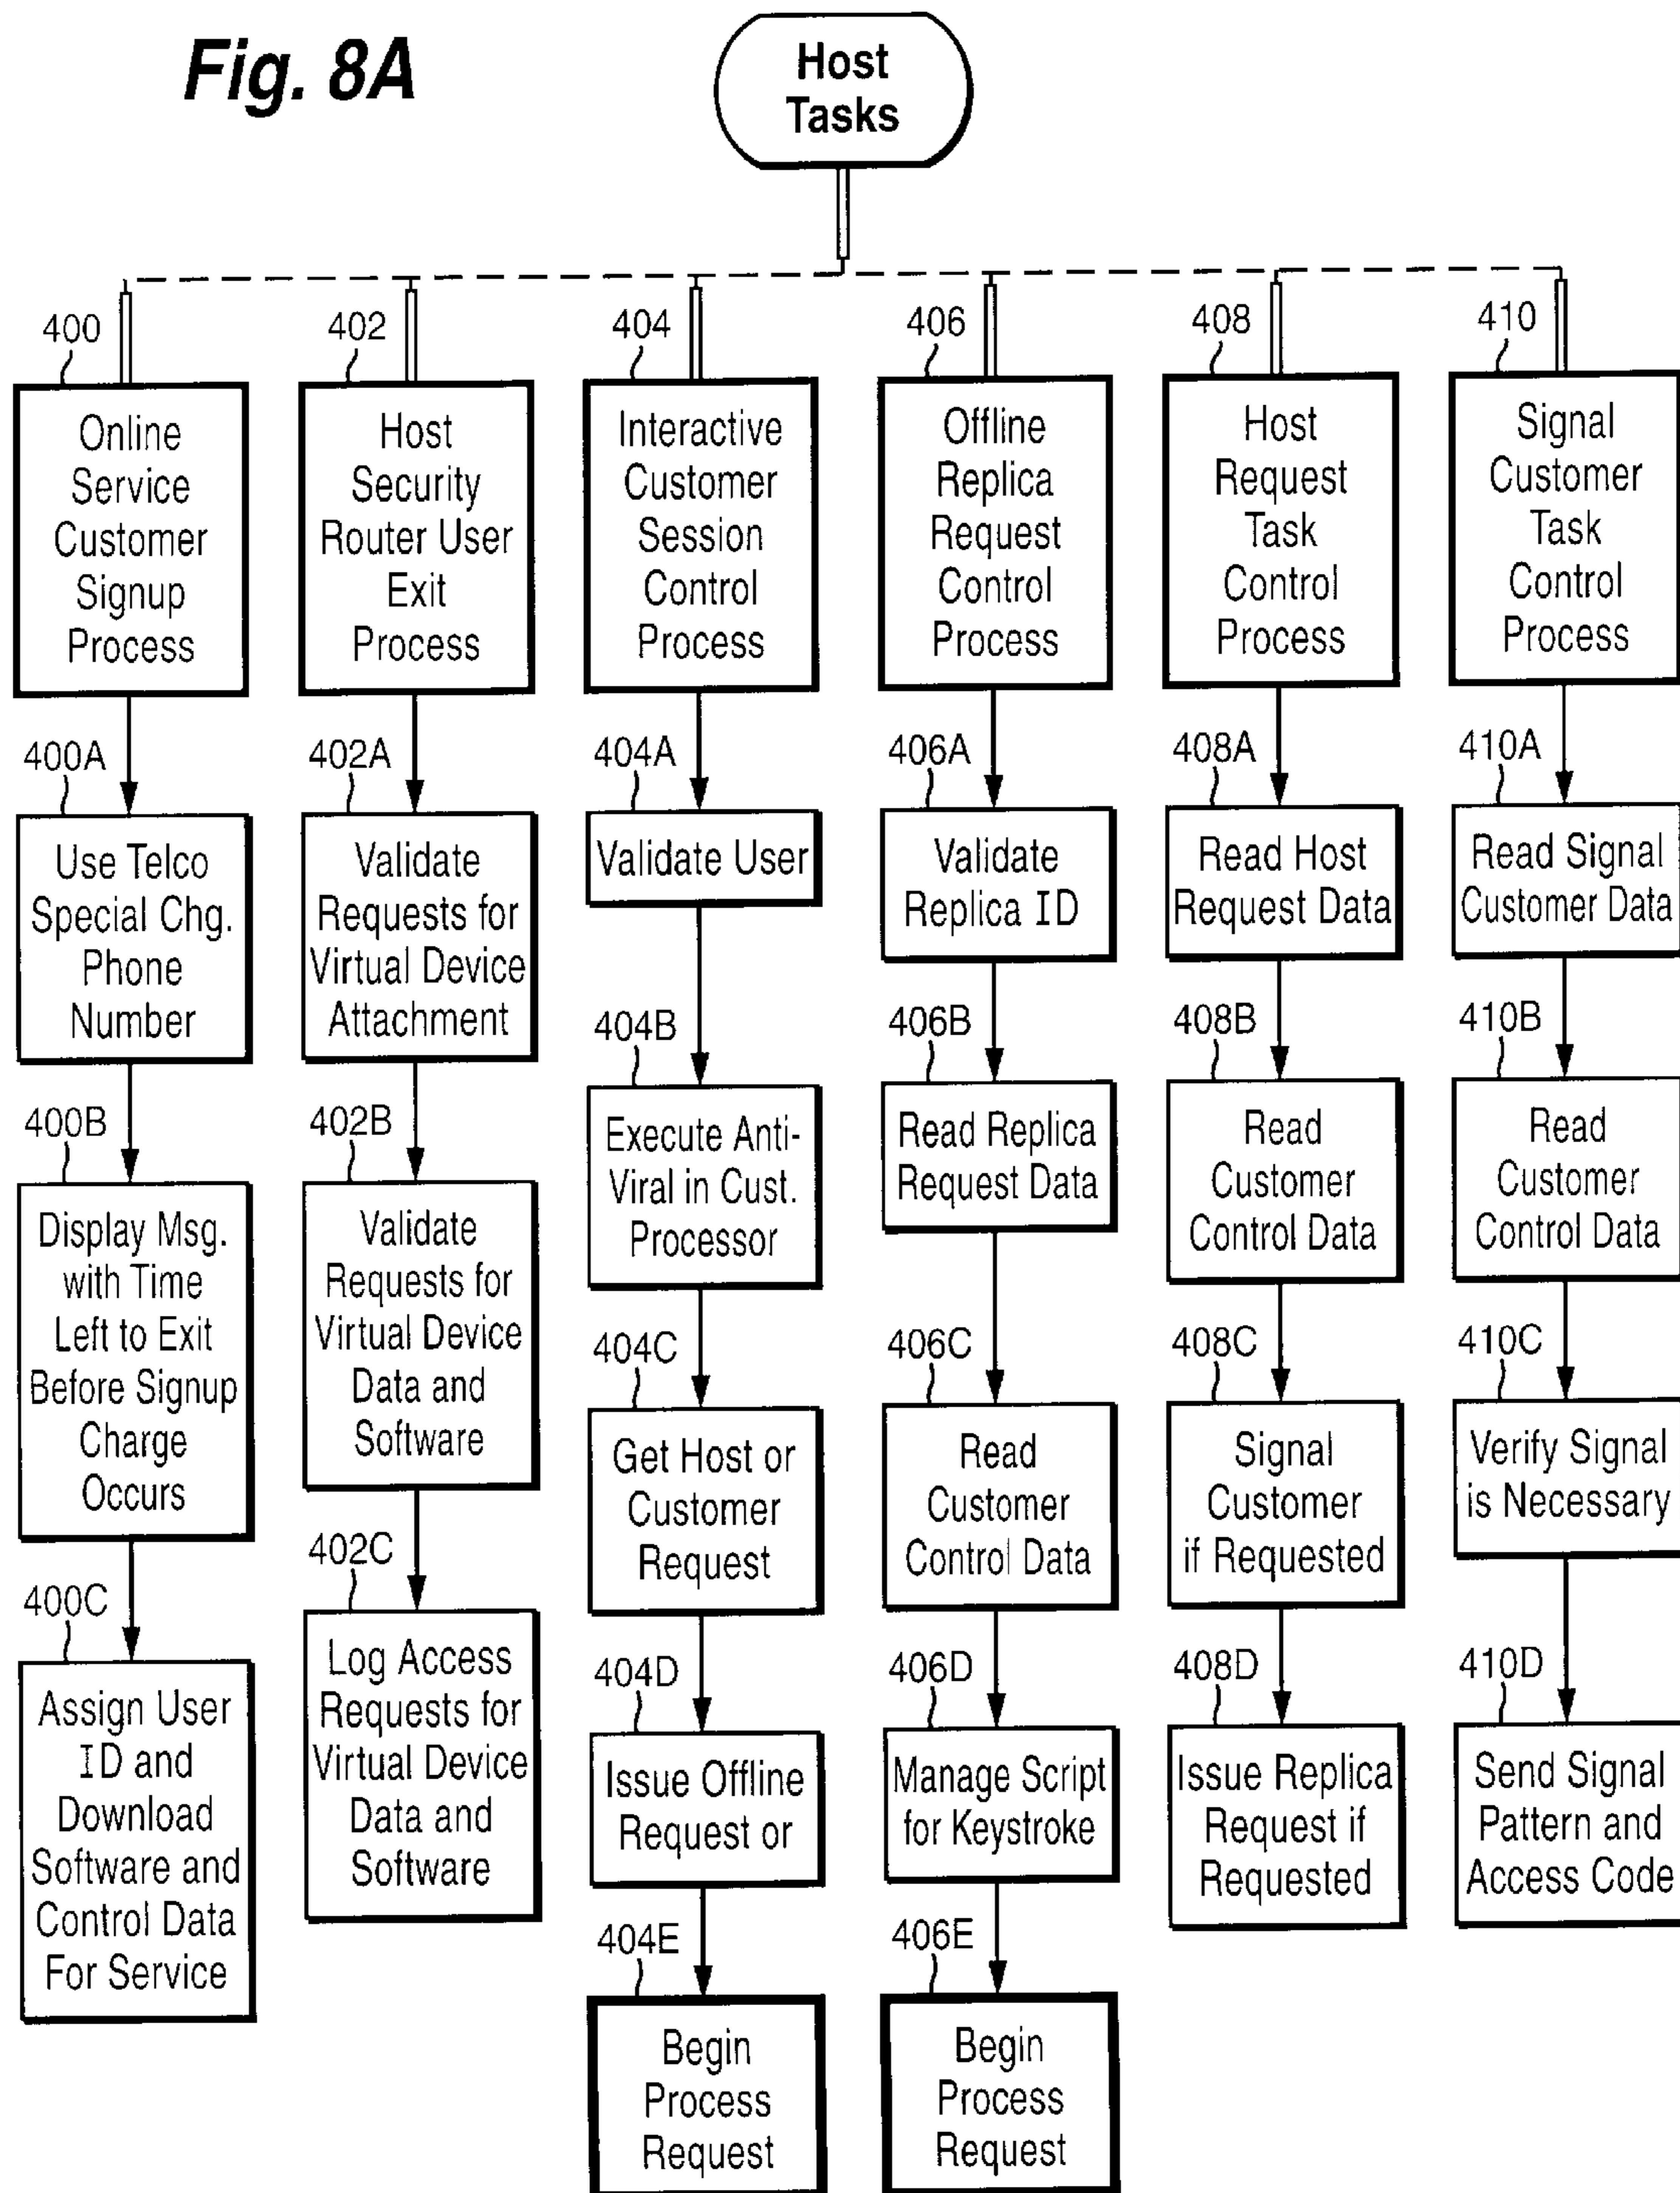 Fig. 8A
Host
Tasks
400
Online
Service
Customer
Signup
Process
400A
Use Telco
Special Chg.
Phone
Number
400B
Display Msg.
with Time
Left to Exit
Before Signup
Charge
Occurs
400C
Assign User
ID and
Download
Software and
Control Data
For Service
402
Host
Security
Router User
Exit
Process
402A
Validate
Requests for
Virtual Device
Attachment
402B
Validate
Requests for
Virtual Device
Data and
Software
402C
Log Access
Requests for
Virtual Device
Data and
Software
404
Interactive
Customer
Session
Control
Process
404A
Validate User
404B
Execute Anti-
Viral in Cust.
Processor
404C
Get Host or
Customer
Request
404D
Issue Offline
Request or
404E
Begin
Process
Request
406
Offline
Replica
Request
Control
Process
406A
Validate
Replica ID
406B
Read Replica
Request Data
406C
Read
Customer
Control Data
406D
Manage Script
for Keystroke
406E
Begin
Process
Request
408
Host
Request
Task
Control
Process
408A
Read Host
Request Data
408B
Read
Customer
Control Data
408C
Signal
Customer
if Requested
408D
Issue Replica
Request if
Requested
410
Signal
Customer
Task
Control
Process
410A
Read Signal
Customer Data
410B
Read
Customer
Control Data
410C
Verify Signal
is Necessary
410D
Send Signal
Pattern and
Access Code